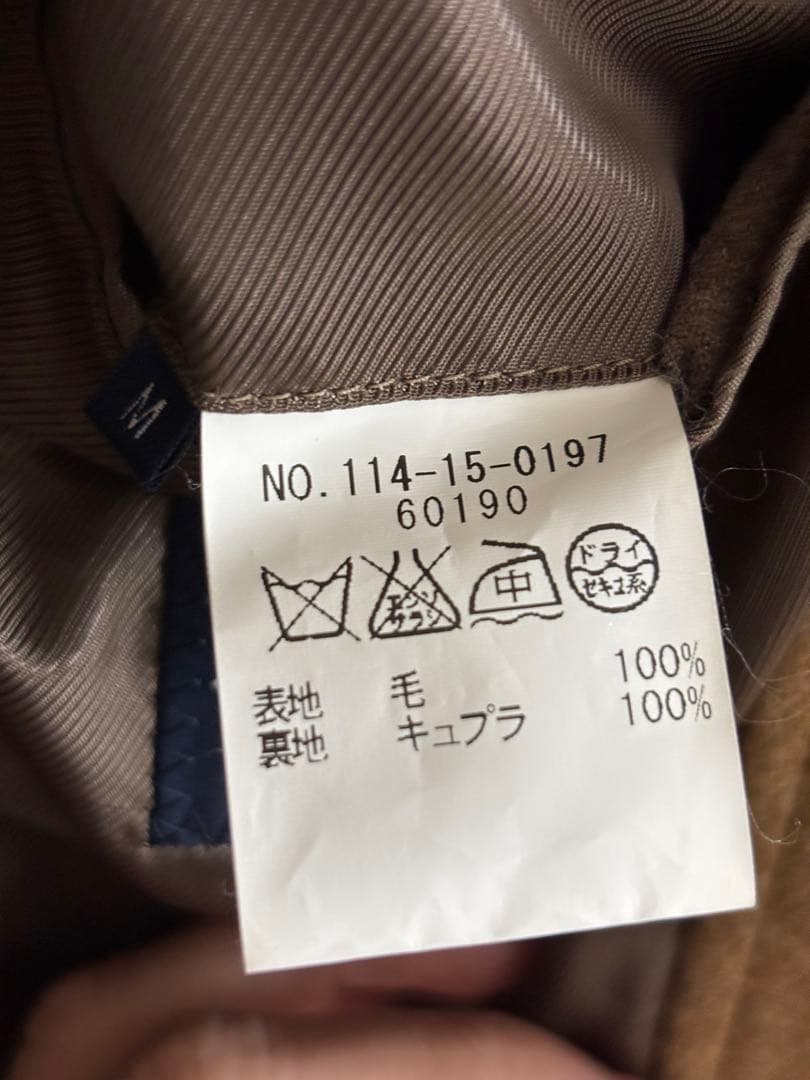 M
NO.114-15-0197
60190
エンソ
サラシ
中
ドライ
セキユ系
表地 毛 100%
裏地 キュプラ 100%